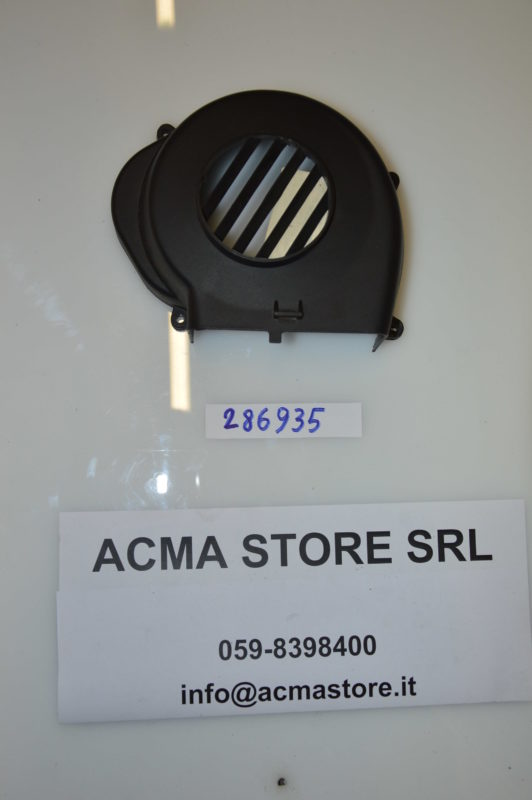 286935
ACMA STORE SRL
059-8398400
info@acmastore.it